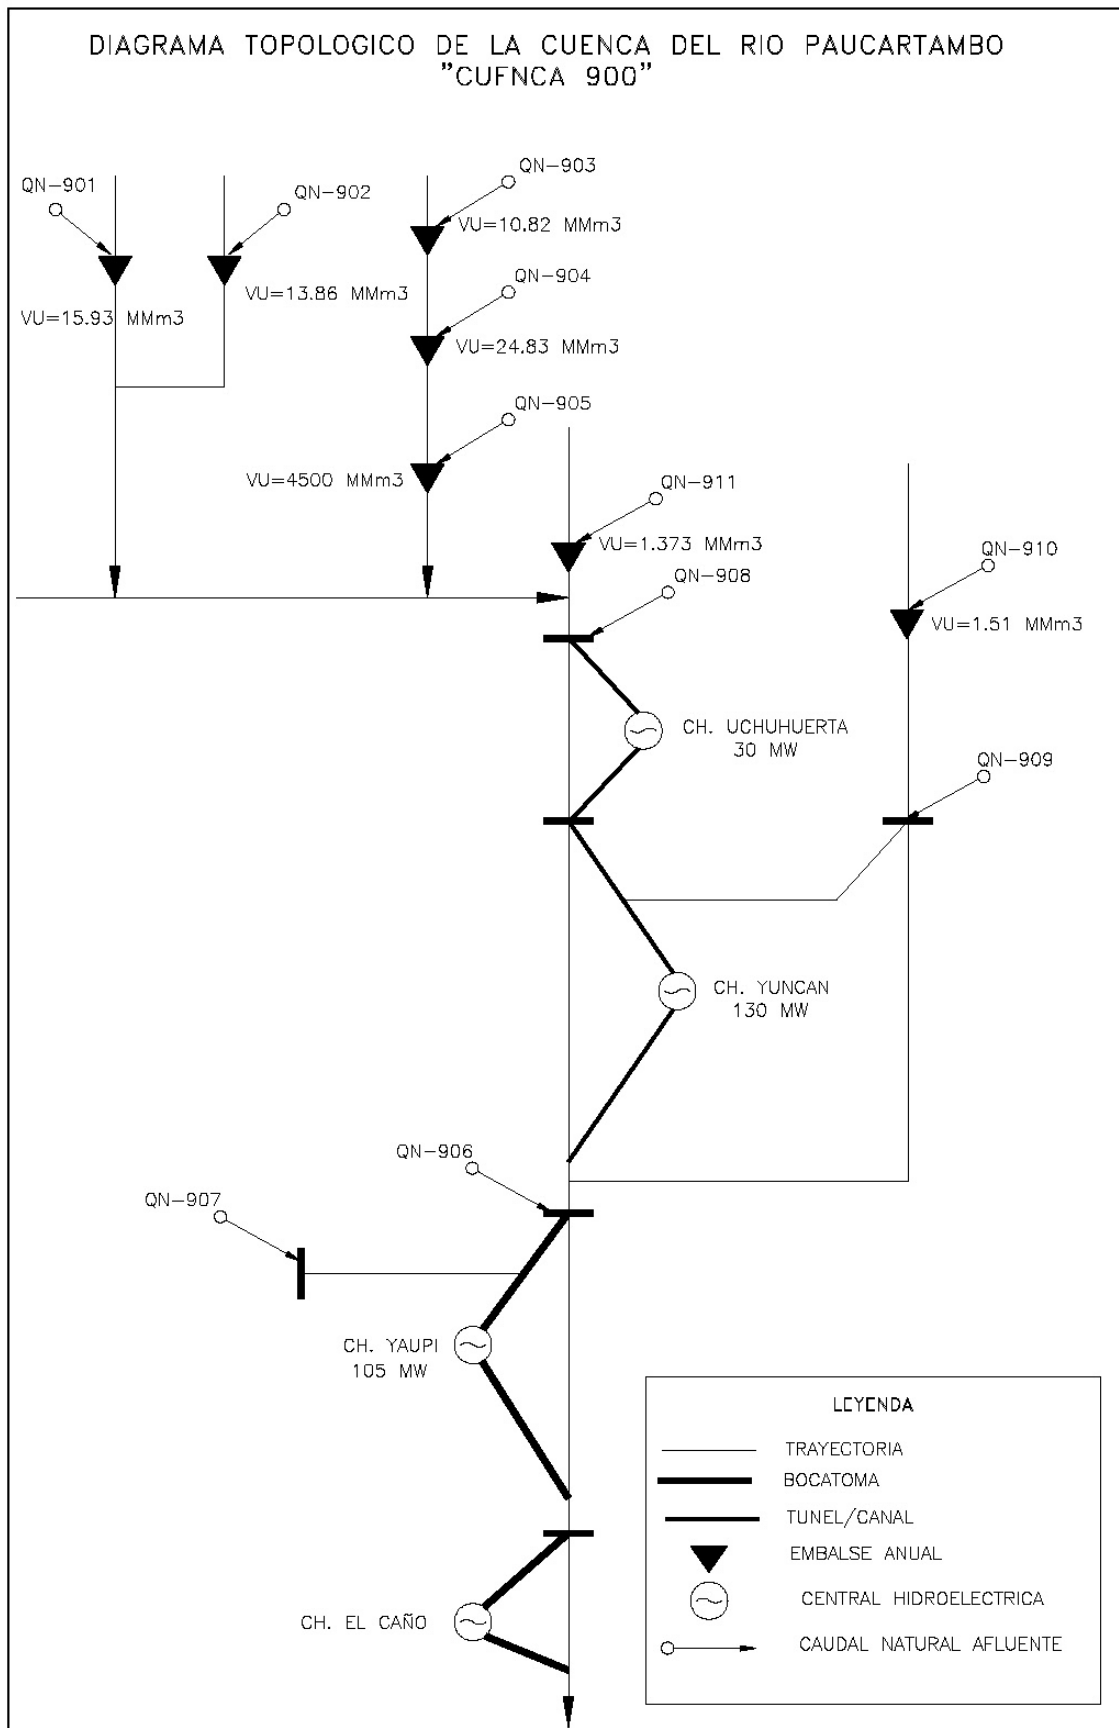 DIAGRAMA TOPOLOGICO DE LA CUENCA DEL RIO PAUCARTAMBO
"CUFNCA 900"
QN-903
QN-901
QN-902
VU=10.82 MMm3
QN-904
VU=13.86 MMm3
VU=15.93 MMm3
VU=24.83 MMm3
QN-905
VU=4500 MMm3
QN-911
VU=1.373 MMm3
QN-910
QN-908
VU=1.51 MMm3
CH. UCHUHUERTA
30 MW
QN-909
CH. YUNCAN
130 MW
QN-906
QN-907
CH. YAUPI
105 MW
CH. EL CAÑO
LEYENDA
TRAYECTORIA
BOCATOMA
TUNEL/CANAL
EMBALSE ANUAL
CENTRAL HIDROELECTRICA
CAUDAL NATURAL AFLUENTE